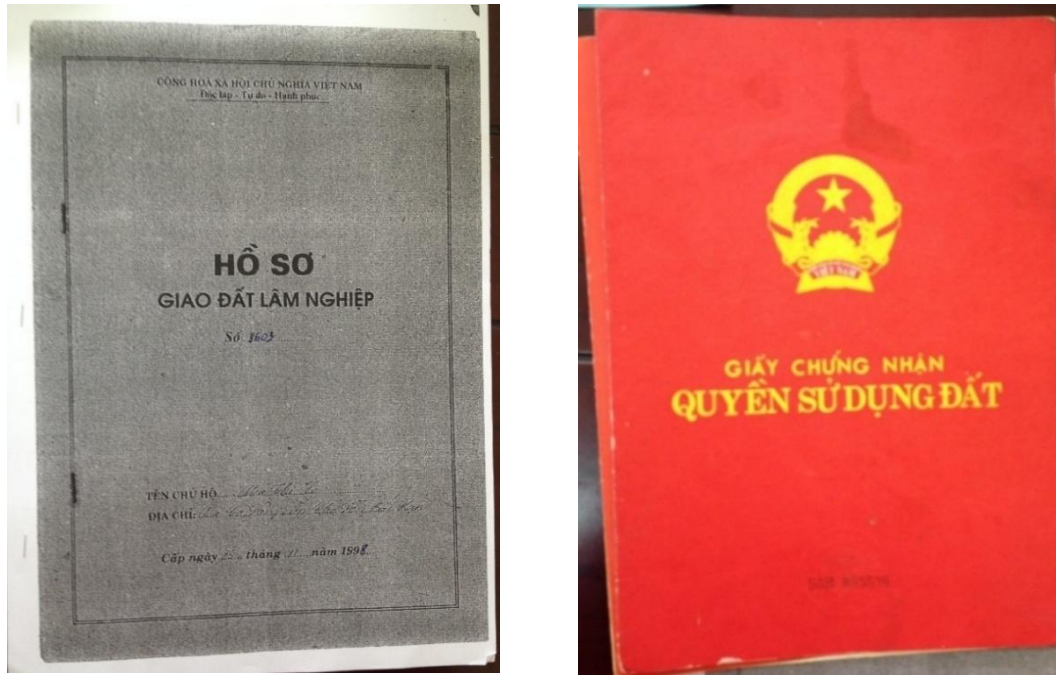 CỘNG HOÀ XÃ HỘI CHỦ NGHĨA VIỆT NAM
Độc lập - Tự do - Hạnh phúc
HỒ SƠ
GIAO ĐẤT LÂM NGHIỆP
Số
TÊN CHỦ HỘ
ĐỊA CHỈ:
Cấp ngày tháng năm 1998
VIỆT NAM
GIẤY CHỨNG NHẬN
QUYỀN SỬ DỤNG ĐẤT